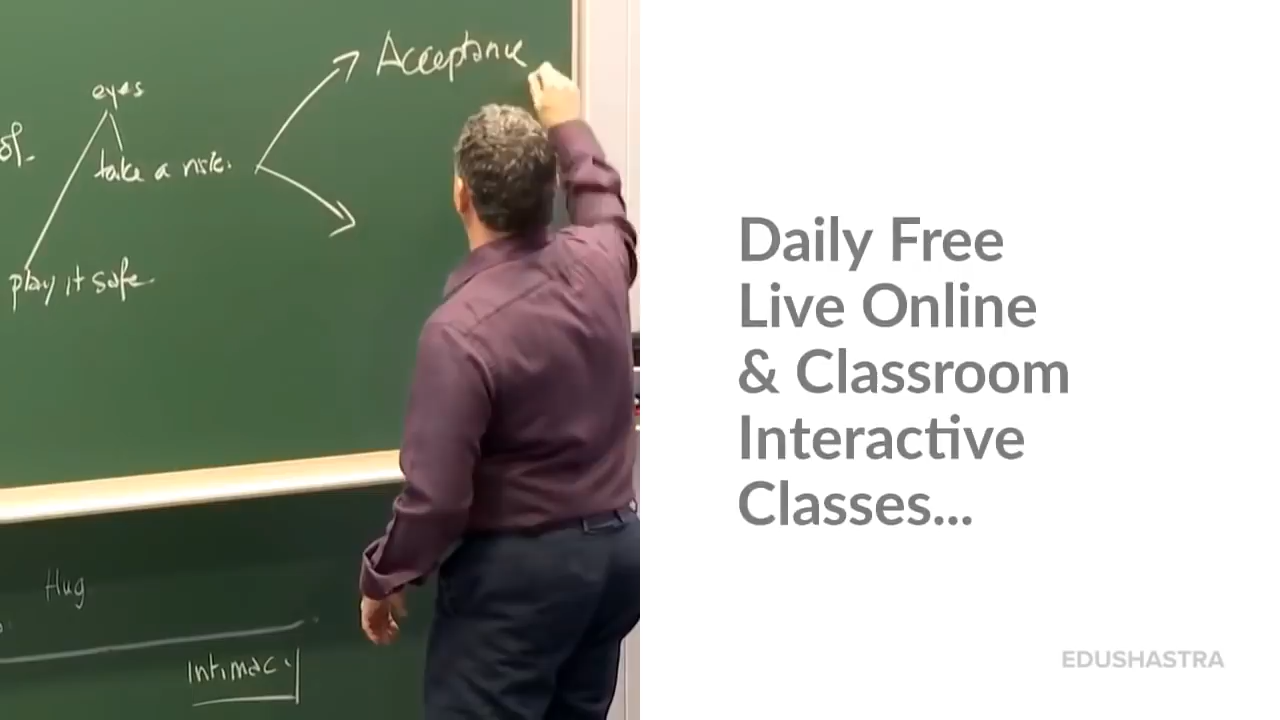 Acceptance
eyes
take a risk.
play it safe
Hug
Intimacy
Daily Free
Live Online
& Classroom
Interactive
Classes...
EDUSHASTRA